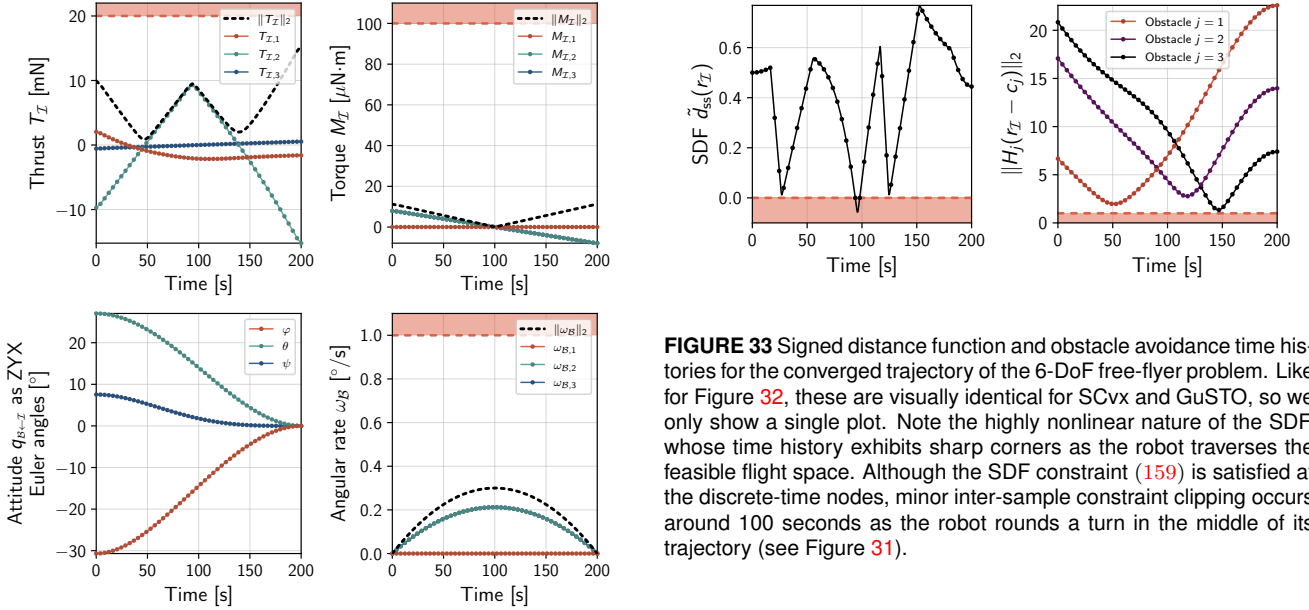 Thrust T_I [mN]
20
10
0
−10
‖T_I‖₂
T_I,1
T_I,2
T_I,3
0 50 100 150 200
Time [s]
Torque M_I [μN·m]
100
80
60
40
20
0
‖M_I‖₂
M_I,1
M_I,2
M_I,3
0 50 100 150 200
Time [s]
SDF d̃_ss(r_I)
0.6
0.4
0.2
0.0
0 50 100 150 200
Time [s]
‖H_j(r_I − c_j)‖₂
20
15
10
5
0
Obstacle j = 1
Obstacle j = 2
Obstacle j = 3
0 50 100 150 200
Time [s]
Attitude q_B←I as ZYX
Euler angles [°]
20
10
0
−10
−20
−30
φ
θ
ψ
0 50 100 150 200
Time [s]
Angular rate ω_B [°/s]
1.0
0.8
0.6
0.4
0.2
0.0
‖ω_B‖₂
ω_B,1
ω_B,2
ω_B,3
0 50 100 150 200
Time [s]
FIGURE 33 Signed distance function and obstacle avoidance time his-
tories for the converged trajectory of the 6-DoF free-flyer problem. Like
for Figure 32, these are visually identical for SCvx and GuSTO, so we
only show a single plot. Note the highly nonlinear nature of the SDF
whose time history exhibits sharp corners as the robot traverses the
feasible flight space. Although the SDF constraint (159) is satisfied at
the discrete-time nodes, minor inter-sample constraint clipping occurs
around 100 seconds as the robot rounds a turn in the middle of its
trajectory (see Figure 31).